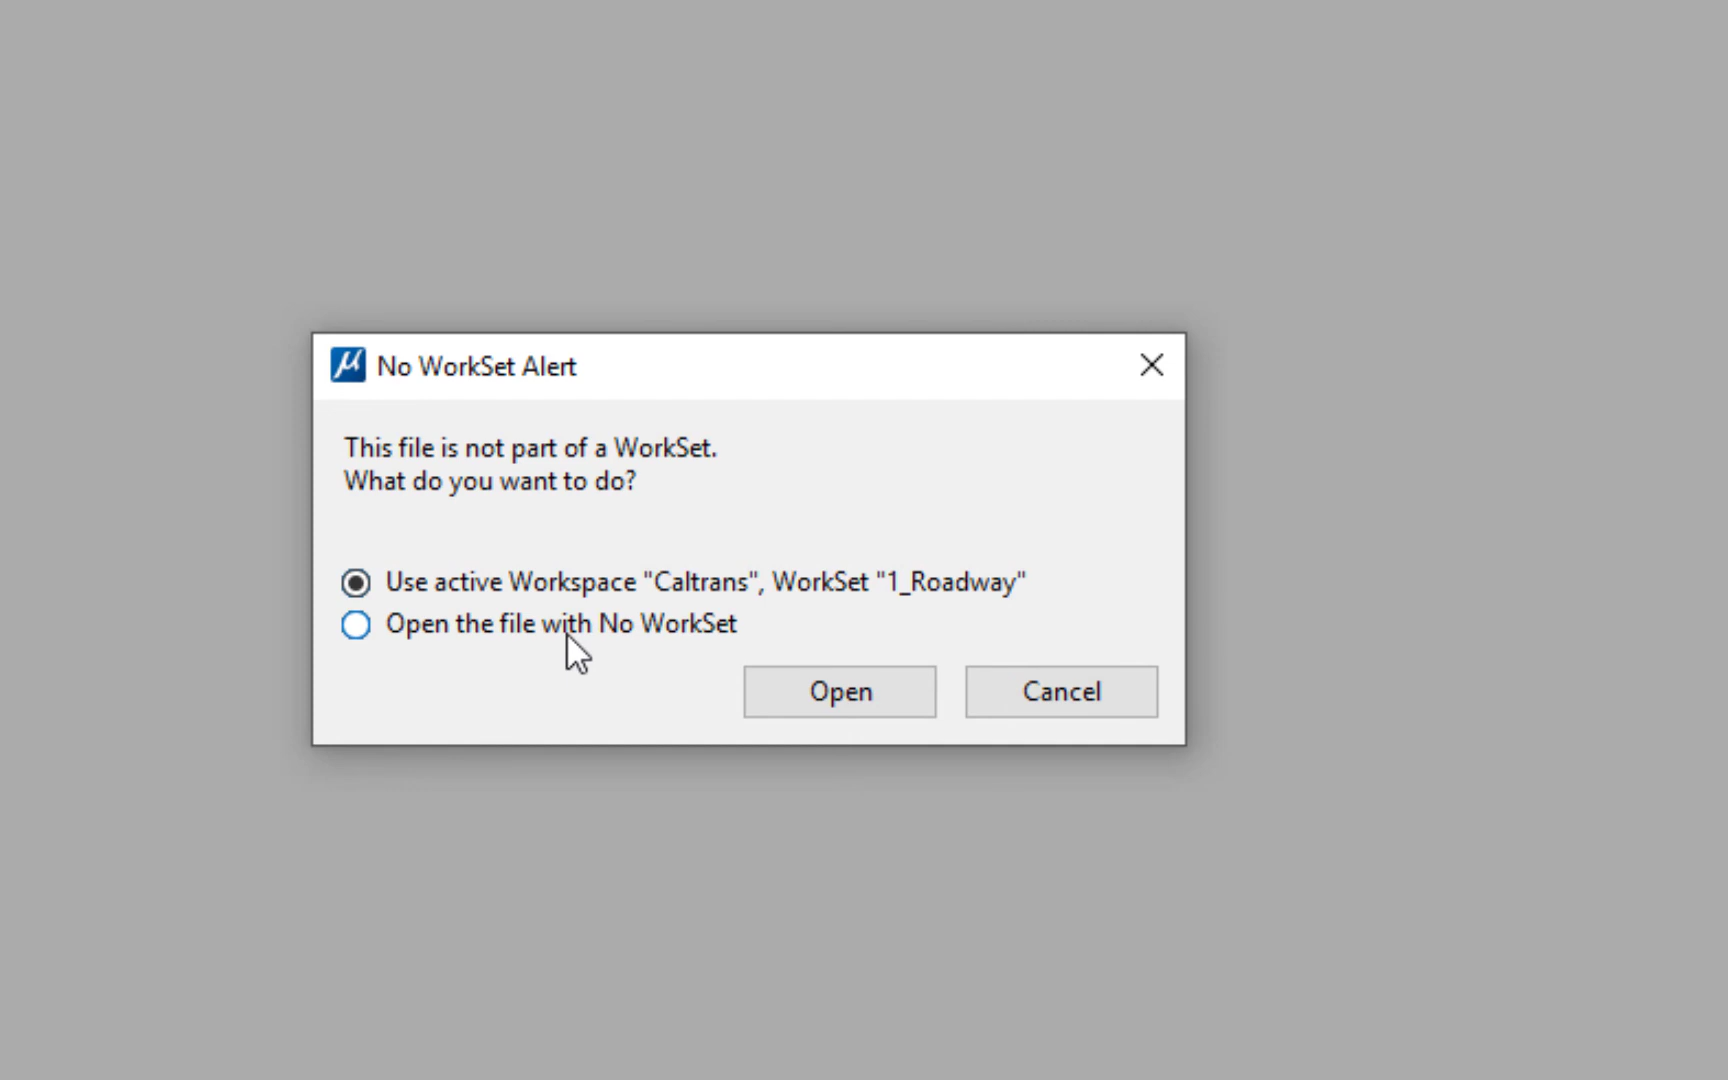 No WorkSet Alert
This file is not part of a WorkSet.
What do you want to do?
Use active Workspace "Caltrans", WorkSet "1_Roadway"
Open the file with No WorkSet
Open
Cancel